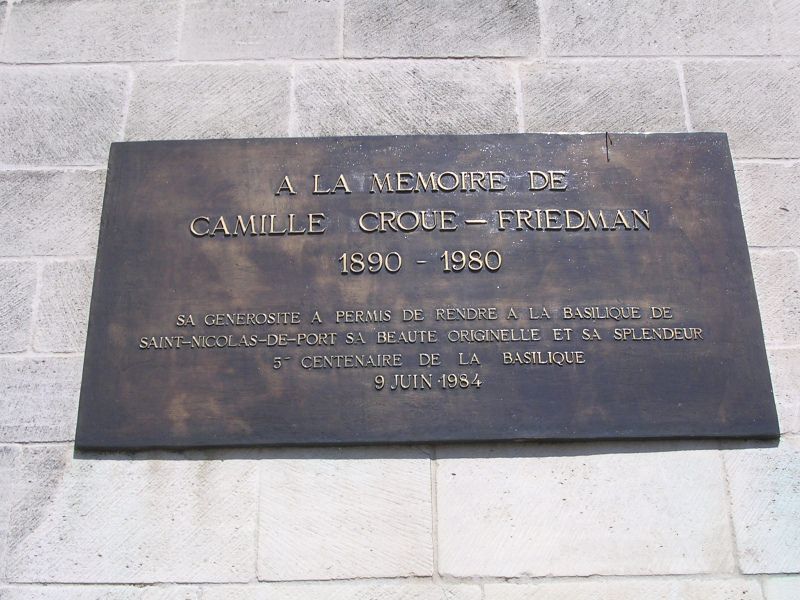 A LA MEMOIRE DE
CAMILLE CROUE – FRIEDMAN
1890 - 1980
SA GENEROSITE A PERMIS DE RENDRE A LA BASILIQUE DE
SAINT-NICOLAS-DE-PORT SA BEAUTE ORIGINELLE ET SA SPLENDEUR
5- CENTENAIRE DE LA BASILIQUE
9 JUIN 1984